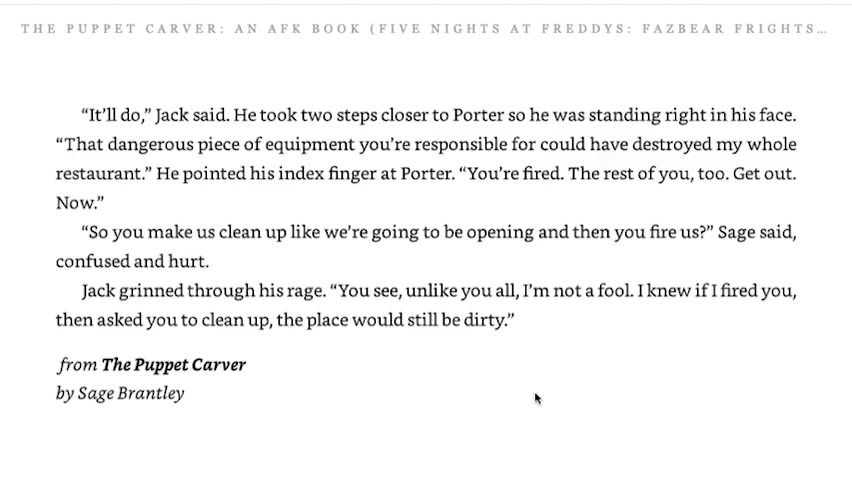 THE PUPPET CARVER: AN AFK BOOK (FIVE NIGHTS AT FREDDYS: FAZBEAR FRIGHTS…
“It’ll do,” Jack said. He took two steps closer to Porter so he was standing right in his face.
“That dangerous piece of equipment you’re responsible for could have destroyed my whole
restaurant.” He pointed his index finger at Porter. “You’re fired. The rest of you, too. Get out.
Now.”
“So you make us clean up like we’re going to be opening and then you fire us?” Sage said,
confused and hurt.
Jack grinned through his rage. “You see, unlike you all, I’m not a fool. I knew if I fired you,
then asked you to clean up, the place would still be dirty.”
from The Puppet Carver
by Sage Brantley